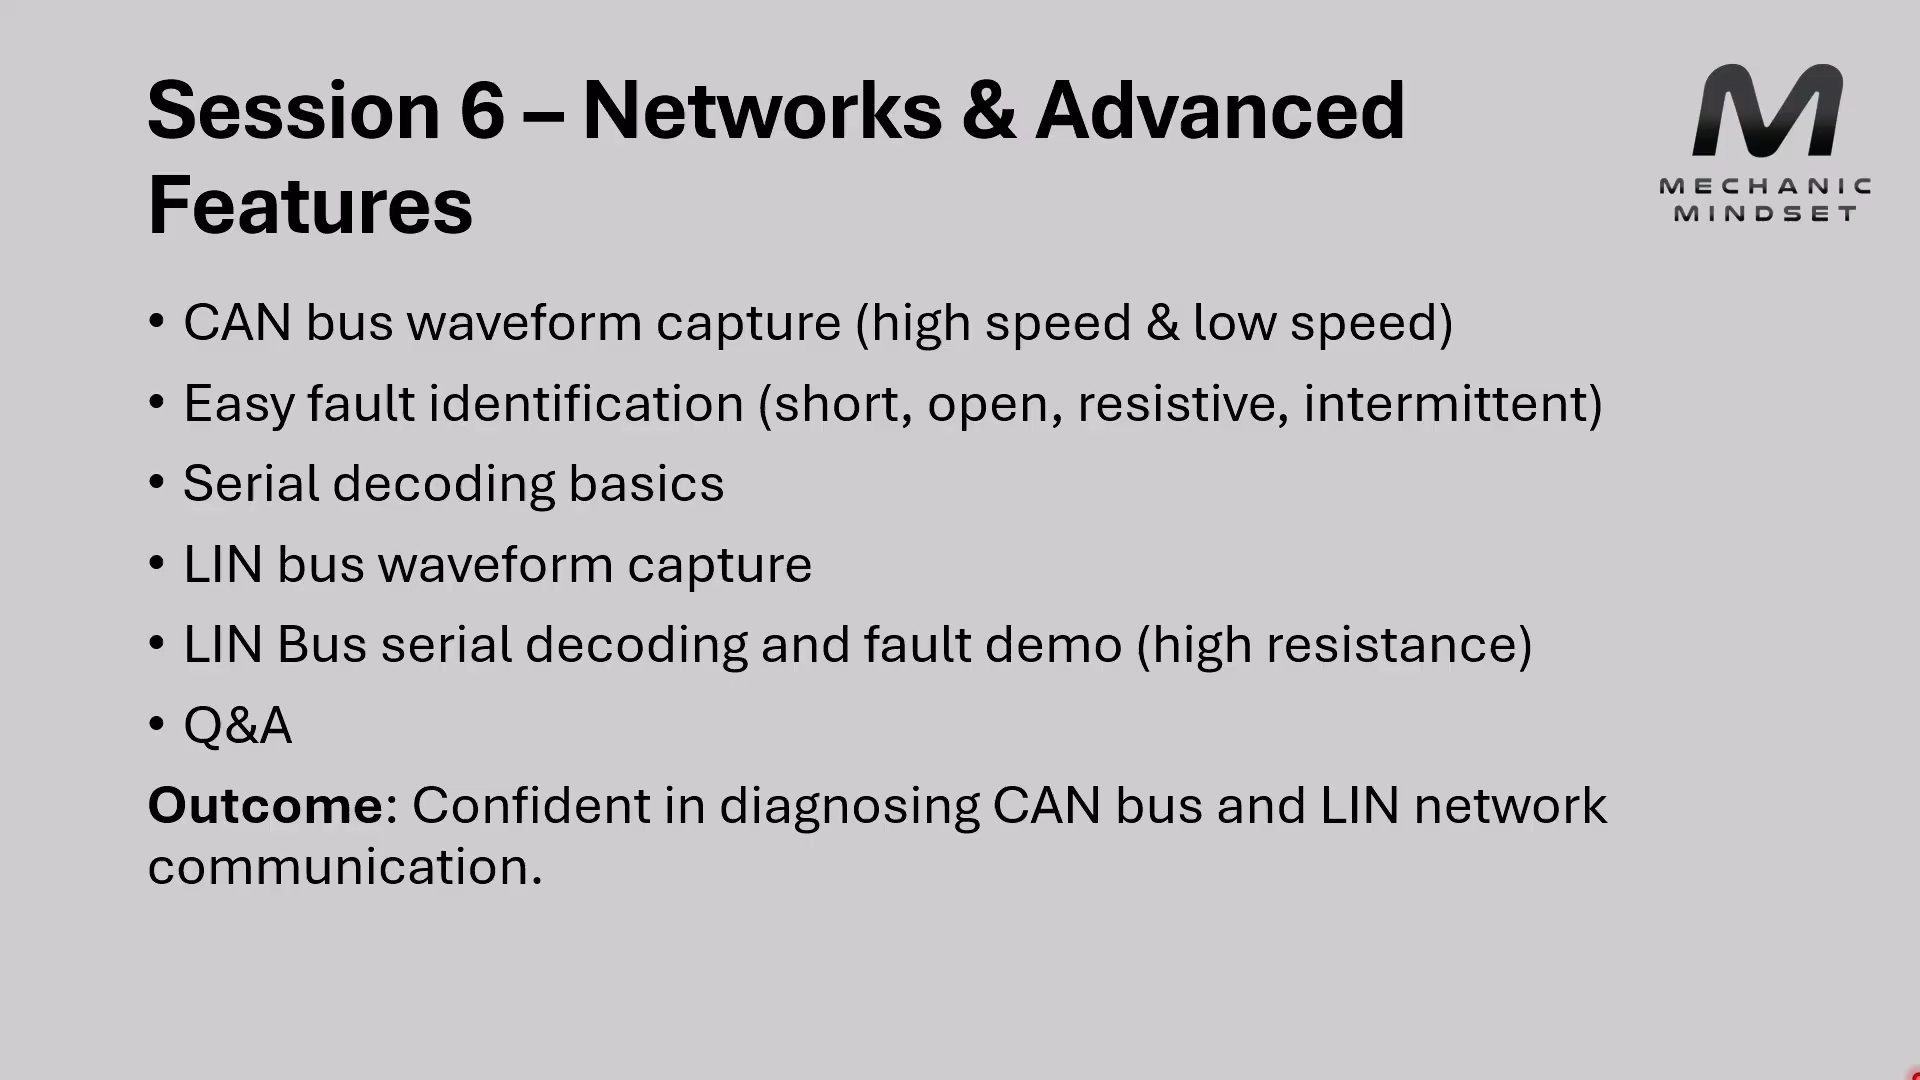 Session 6 – Networks & Advanced
Features
MECHANIC
MINDSET
• CAN bus waveform capture (high speed & low speed)
• Easy fault identification (short, open, resistive, intermittent)
• Serial decoding basics
• LIN bus waveform capture
• LIN Bus serial decoding and fault demo (high resistance)
• Q&A
Outcome: Confident in diagnosing CAN bus and LIN network
communication.